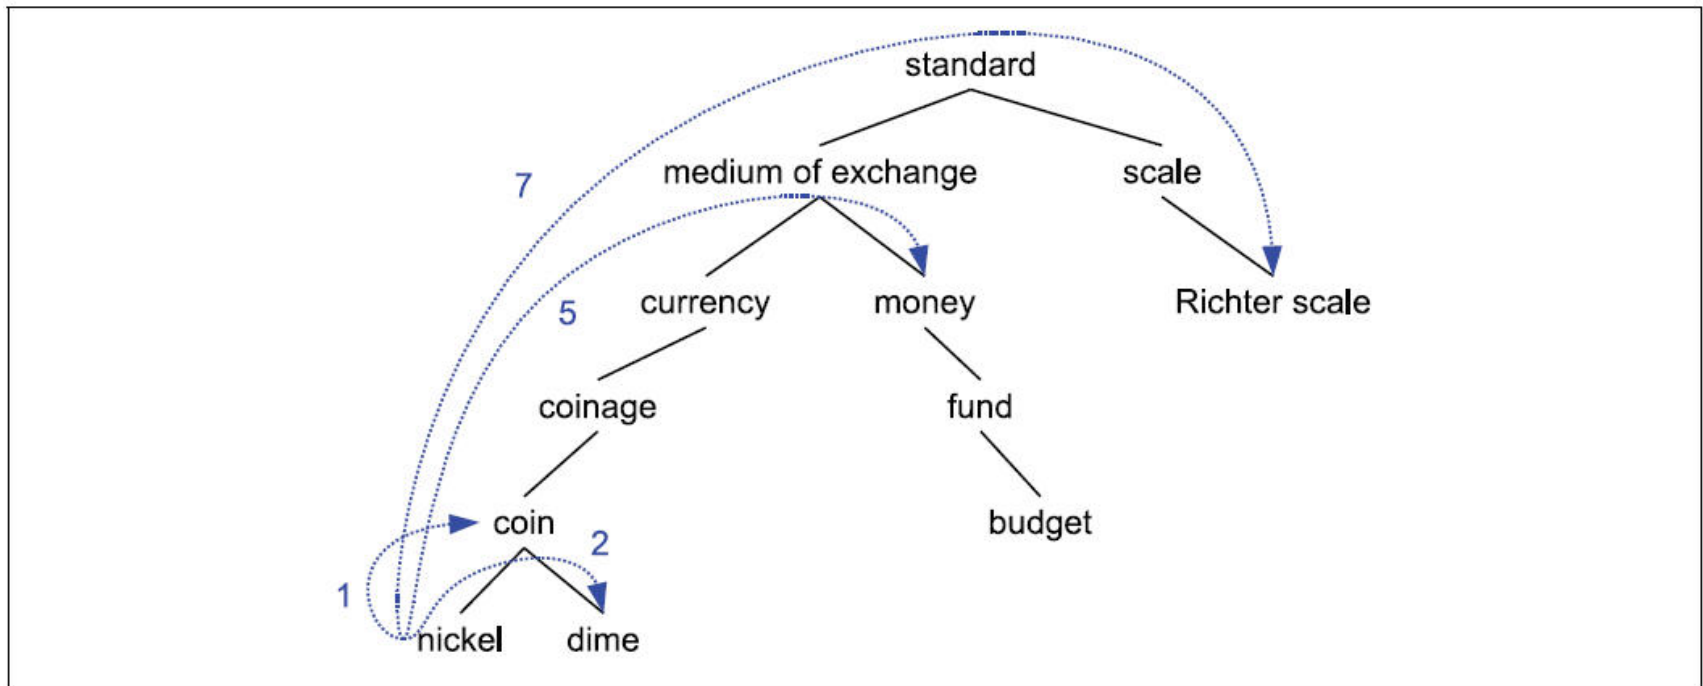 standard
7
medium of exchange scale
5
currency money Richter scale
coinage fund
coin budget
2
1
nickel dime